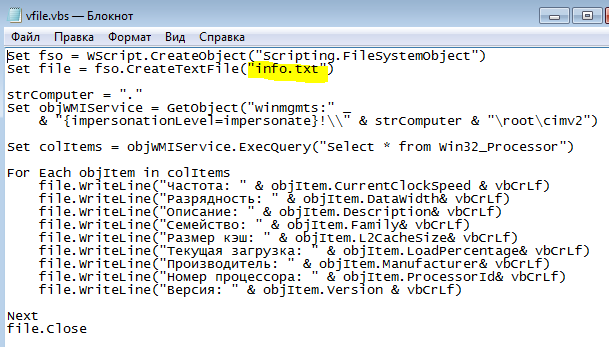 vfile.vbs — Блокнот
Файл Правка Формат Вид Справка
Set fso = WScript.CreateObject("Scripting.FileSystemObject")
Set file = fso.CreateTextFile("info.txt")
strComputer = "."
Set objWMIService = GetObject("winmgmts:" _
& "{impersonationLevel=impersonate}!\\" & strComputer & "\root\cimv2")
Set colItems = objWMIService.ExecQuery("Select * from Win32_Processor")
For Each objItem in colItems
file.WriteLine("Частота: " & objItem.CurrentClockSpeed& vbCrLf)
file.WriteLine("Разрядность: " & objItem.DataWidth& vbCrLf)
file.WriteLine("Описание: " & objItem.Description& vbCrLf)
file.WriteLine("Семейство: " & objItem.Family& vbCrLf)
file.WriteLine("Размер кэш: " & objItem.L2CacheSize& vbCrLf)
file.WriteLine("Текущая загрузка: " & objItem.LoadPercentage& vbCrLf)
file.WriteLine("Производитель: " & objItem.Manufacturer& vbCrLf)
file.WriteLine("Номер процессора: " & objItem.ProcessorId& vbCrLf)
file.WriteLine("Версия: " & objItem.Version & vbCrLf)
Next
file.Close